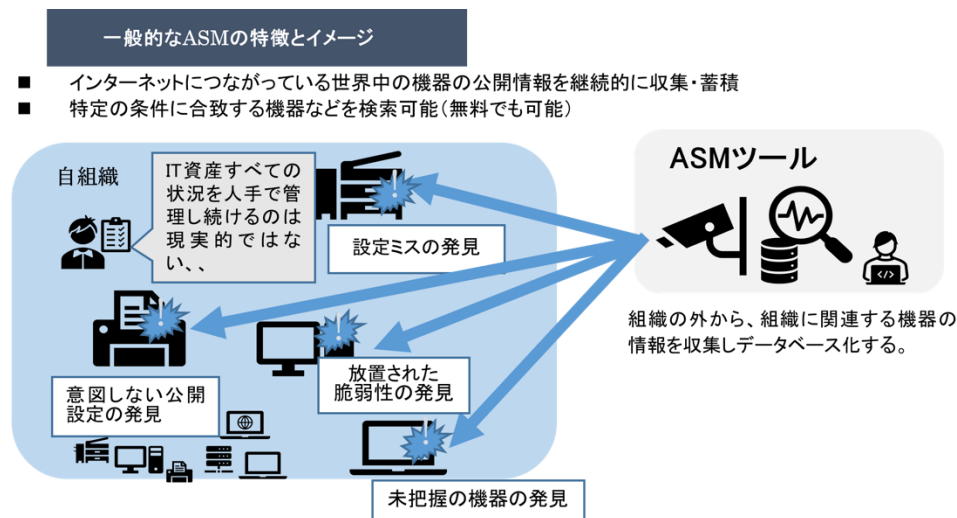 一般的なASMの特徴とイメージ
■ インターネットにつながっている世界中の機器の公開情報を継続的に収集・蓄積
■ 特定の条件に合致する機器などを検索可能(無料でも可能)
自組織
IT資産すべての
状況を人手で管
理し続けるのは
現実的ではな
い、、
設定ミスの発見
意図しない公開
設定の発見
放置された
脆弱性の発見
未把握の機器の発見
ASMツール
</>
組織の外から、組織に関連する機器の
情報を収集しデータベース化する。